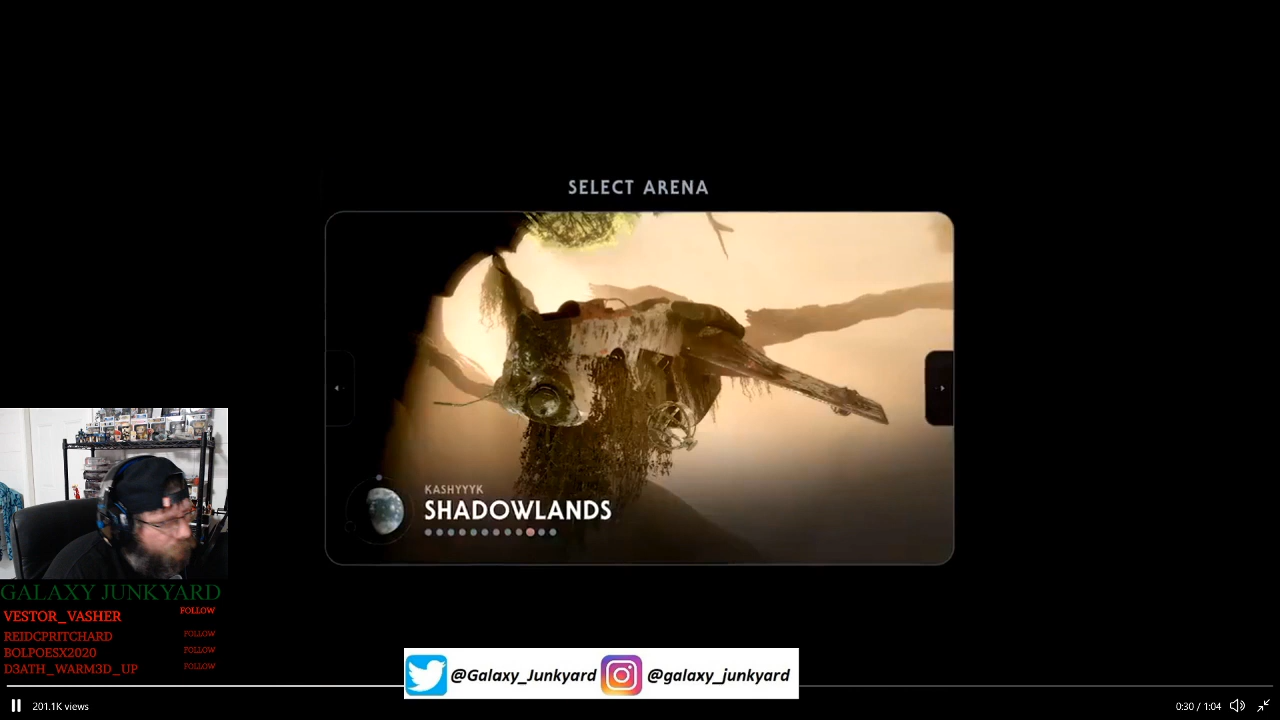 SELECT ARENA
KASHYYYK
SHADOWLANDS
GALAXY JUNKYARD
VESTOR_VASHER FOLLOW
REIDCPRITCHARD FOLLOW
BOLPOESX2020 FOLLOW
D3ATH_WARM3D_UP FOLLOW
@Galaxy_Junkyard @galaxy_junkyard
201.1K views 0:30 / 1:04